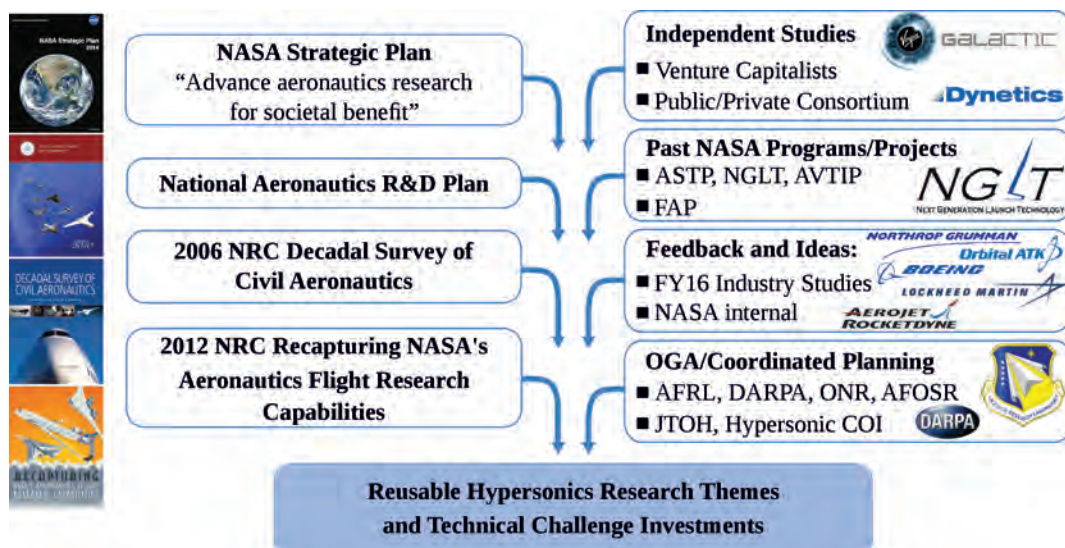 NASA Strategic Plan
2014
DECADAL SURVEY OF
CIVIL AERONAUTICS
RECAPTURING
NASA Strategic Plan
“Advance aeronautics research
for societal benefit”
National Aeronautics R&D Plan
2006 NRC Decadal Survey of
Civil Aeronautics
2012 NRC Recapturing NASA's
Aeronautics Flight Research
Capabilities
Independent Studies
Virgin GALACTIC
■ Venture Capitalists
■ Public/Private Consortium
Dynetics
Past NASA Programs/Projects
■ ASTP, NGLT, AVTIP
■ FAP
NGLT
NEXT GENERATION LAUNCH TECHNOLOGY
Feedback and Ideas:
■ FY16 Industry Studies
■ NASA internal
NORTHROP GRUMMAN
Orbital ATK
BOEING
LOCKHEED MARTIN
AEROJET
ROCKETDYNE
OGA/Coordinated Planning
■ AFRL, DARPA, ONR, AFOSR
■ JTOH, Hypersonic COI
DARPA
Reusable Hypersonics Research Themes
and Technical Challenge Investments